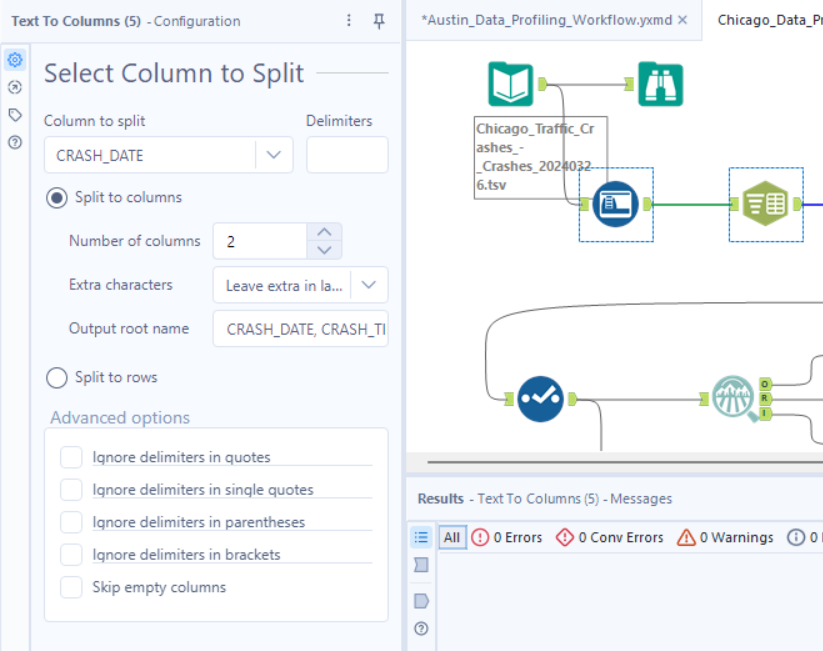 Text To Columns (5) - Configuration
Select Column to Split
Column to split
Delimiters
CRASH_DATE
Split to columns
Number of columns
2
Extra characters
Leave extra in la...
Output root name
CRASH_DATE, CRASH_TI
Split to rows
Advanced options
Ignore delimiters in quotes
Ignore delimiters in single quotes
Ignore delimiters in parentheses
Ignore delimiters in brackets
Skip empty columns
*Austin_Data_Profiling_Workflow.yxmd
Chicago_Data_Pr
Chicago_Traffic_Cr
ashes_-
_Crashes_2024032
6.tsv
O
R
I
Results - Text To Columns (5) - Messages
All
0 Errors
0 Conv Errors
0 Warnings
0